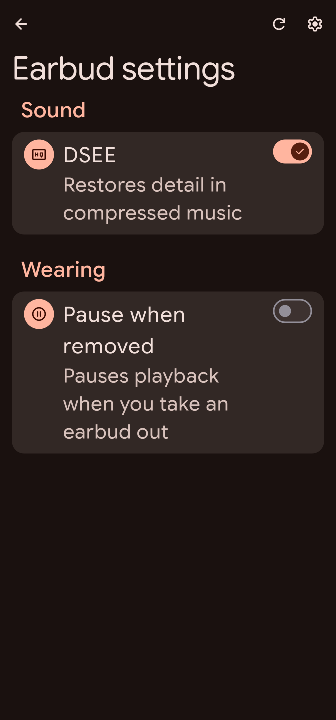 Earbud settings
Sound
HQ
DSEE
Restores detail in
compressed music
Wearing
Pause when
removed
Pauses playback
when you take an
earbud out